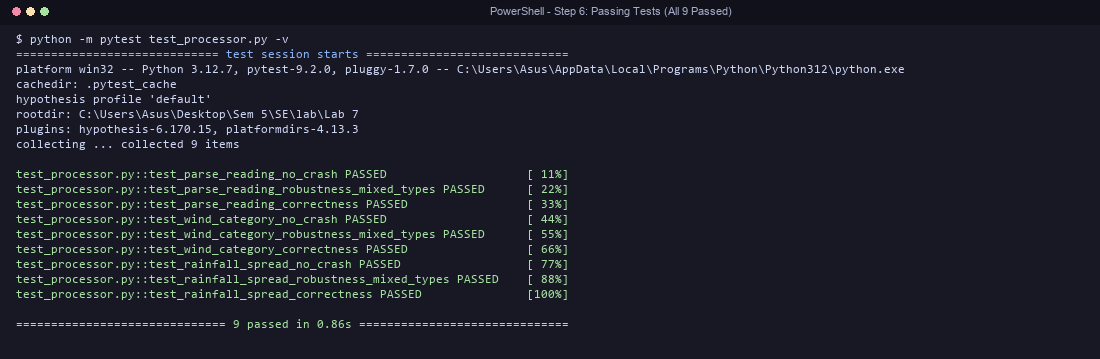 PowerShell - Step 6: Passing Tests (All 9 Passed)
$ python -m pytest test_processor.py -v
============================= test session starts =============================
platform win32 -- Python 3.12.7, pytest-9.2.0, pluggy-1.7.0 -- C:\Users\Asus\AppData\Local\Programs\Python\Python312\python.exe
cachedir: .pytest_cache
hypothesis profile 'default'
rootdir: C:\Users\Asus\Desktop\Sem 5\SE\lab\Lab 7
plugins: hypothesis-6.170.15, platformdirs-4.13.3
collecting ... collected 9 items
test_processor.py::test_parse_reading_no_crash PASSED                    [ 11%]
test_processor.py::test_parse_reading_robustness_mixed_types PASSED      [ 22%]
test_processor.py::test_parse_reading_correctness PASSED                 [ 33%]
test_processor.py::test_wind_category_no_crash PASSED                    [ 44%]
test_processor.py::test_wind_category_robustness_mixed_types PASSED      [ 55%]
test_processor.py::test_wind_category_correctness PASSED                 [ 66%]
test_processor.py::test_rainfall_spread_no_crash PASSED                  [ 77%]
test_processor.py::test_rainfall_spread_robustness_mixed_types PASSED    [ 88%]
test_processor.py::test_rainfall_spread_correctness PASSED               [100%]
============================== 9 passed in 0.86s ==============================